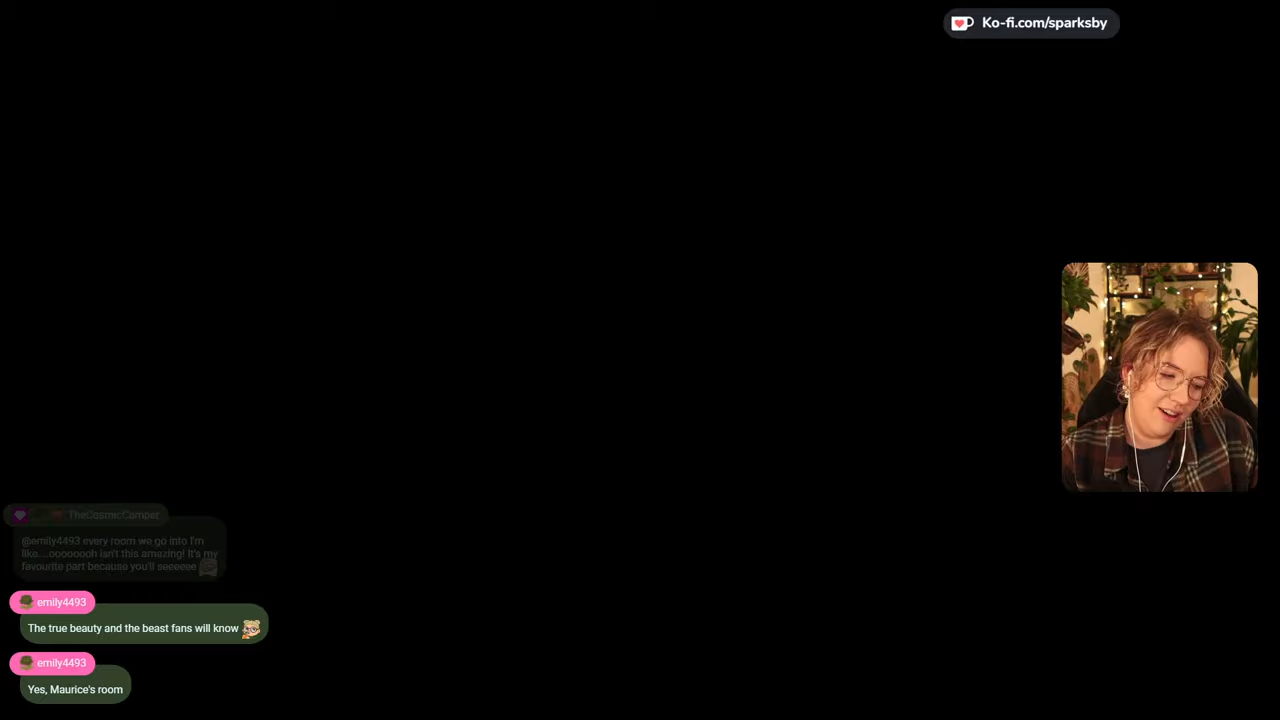 Ko-fi.com/sparksby
TheCosmicCamper
@emily4493 every room we go into I'm
like....oooooooh isn't this amazing! It's my
favourite part because you'll seeeeee
emily4493
The true beauty and the beast fans will know
emily4493
Yes, Maurice's room